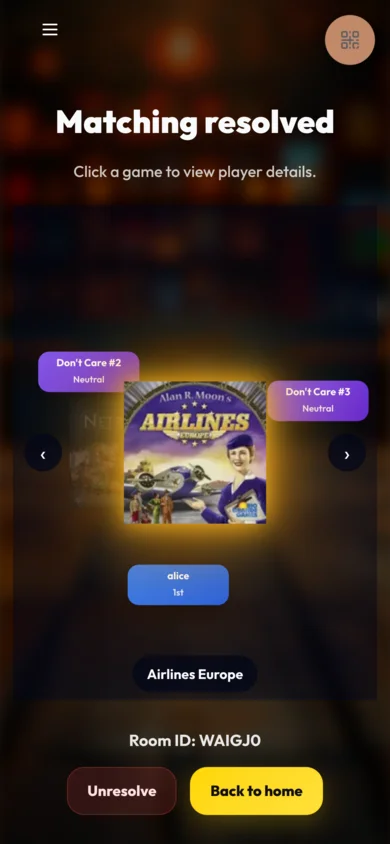 Matching resolved
Click a game to view player details.
Don't Care #2
Neutral
Don't Care #3
Neutral
Alan R. Moon's
AIRLINES
EUROPE
‹
›
alice
1st
Airlines Europe
Room ID: WAIGJ0
Unresolve
Back to home